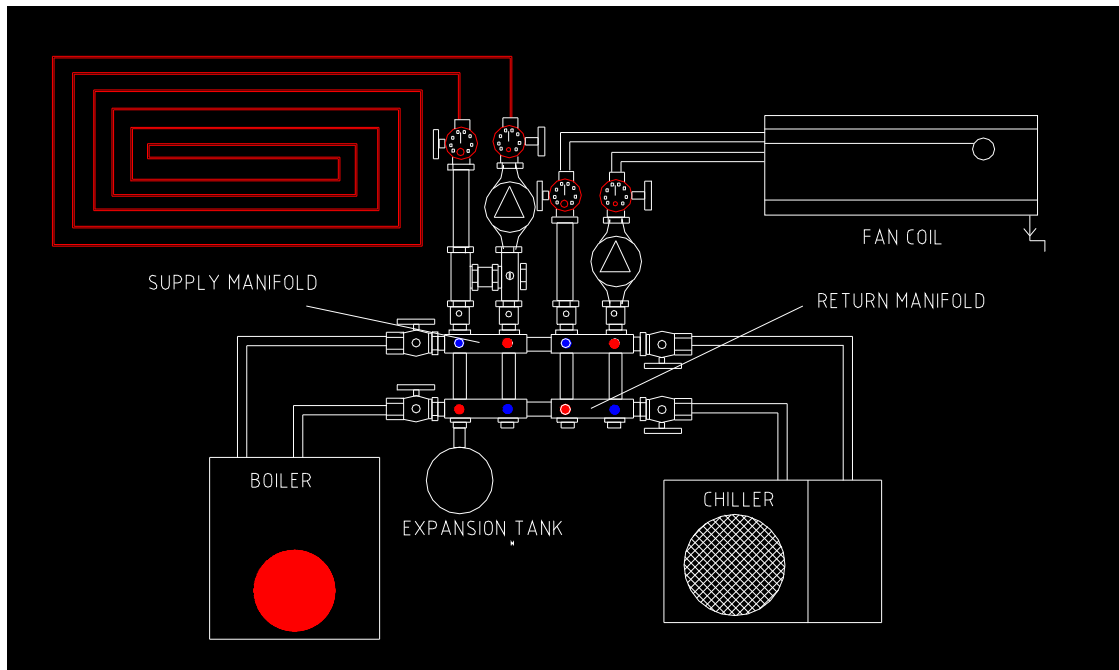 FAN COIL
SUPPLY MANIFOLD
RETURN MANIFOLD
BOILER
CHILLER
EXPANSION TANK